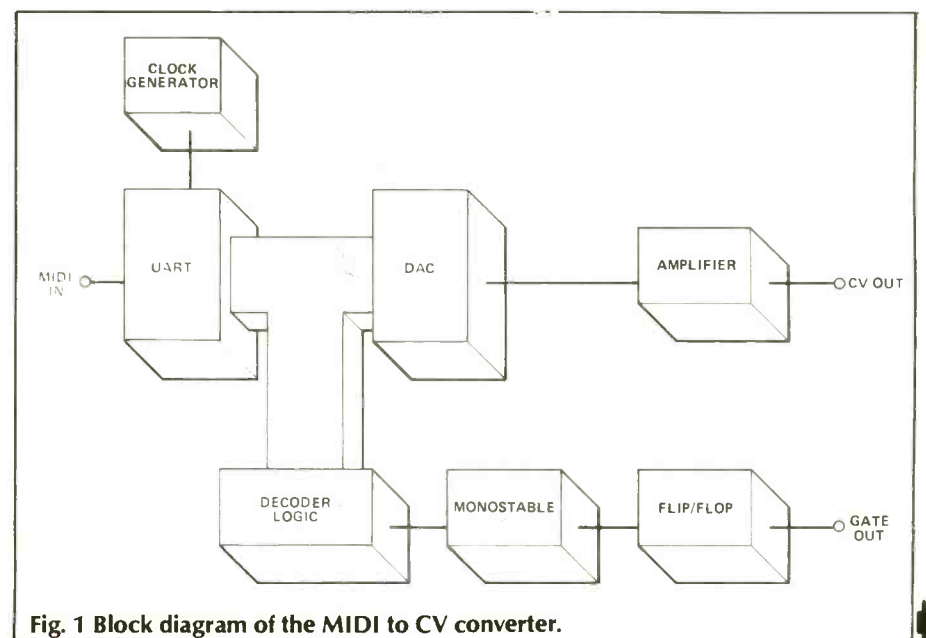 CLOCK
GENERATOR
MIDI
IN
UART
DAC
AMPLIFIER
CV OUT
DECODER
LOGIC
MONOSTABLE
FLIP/FLOP
GATE
OUT
Fig. 1 Block diagram of the MIDI to CV converter.